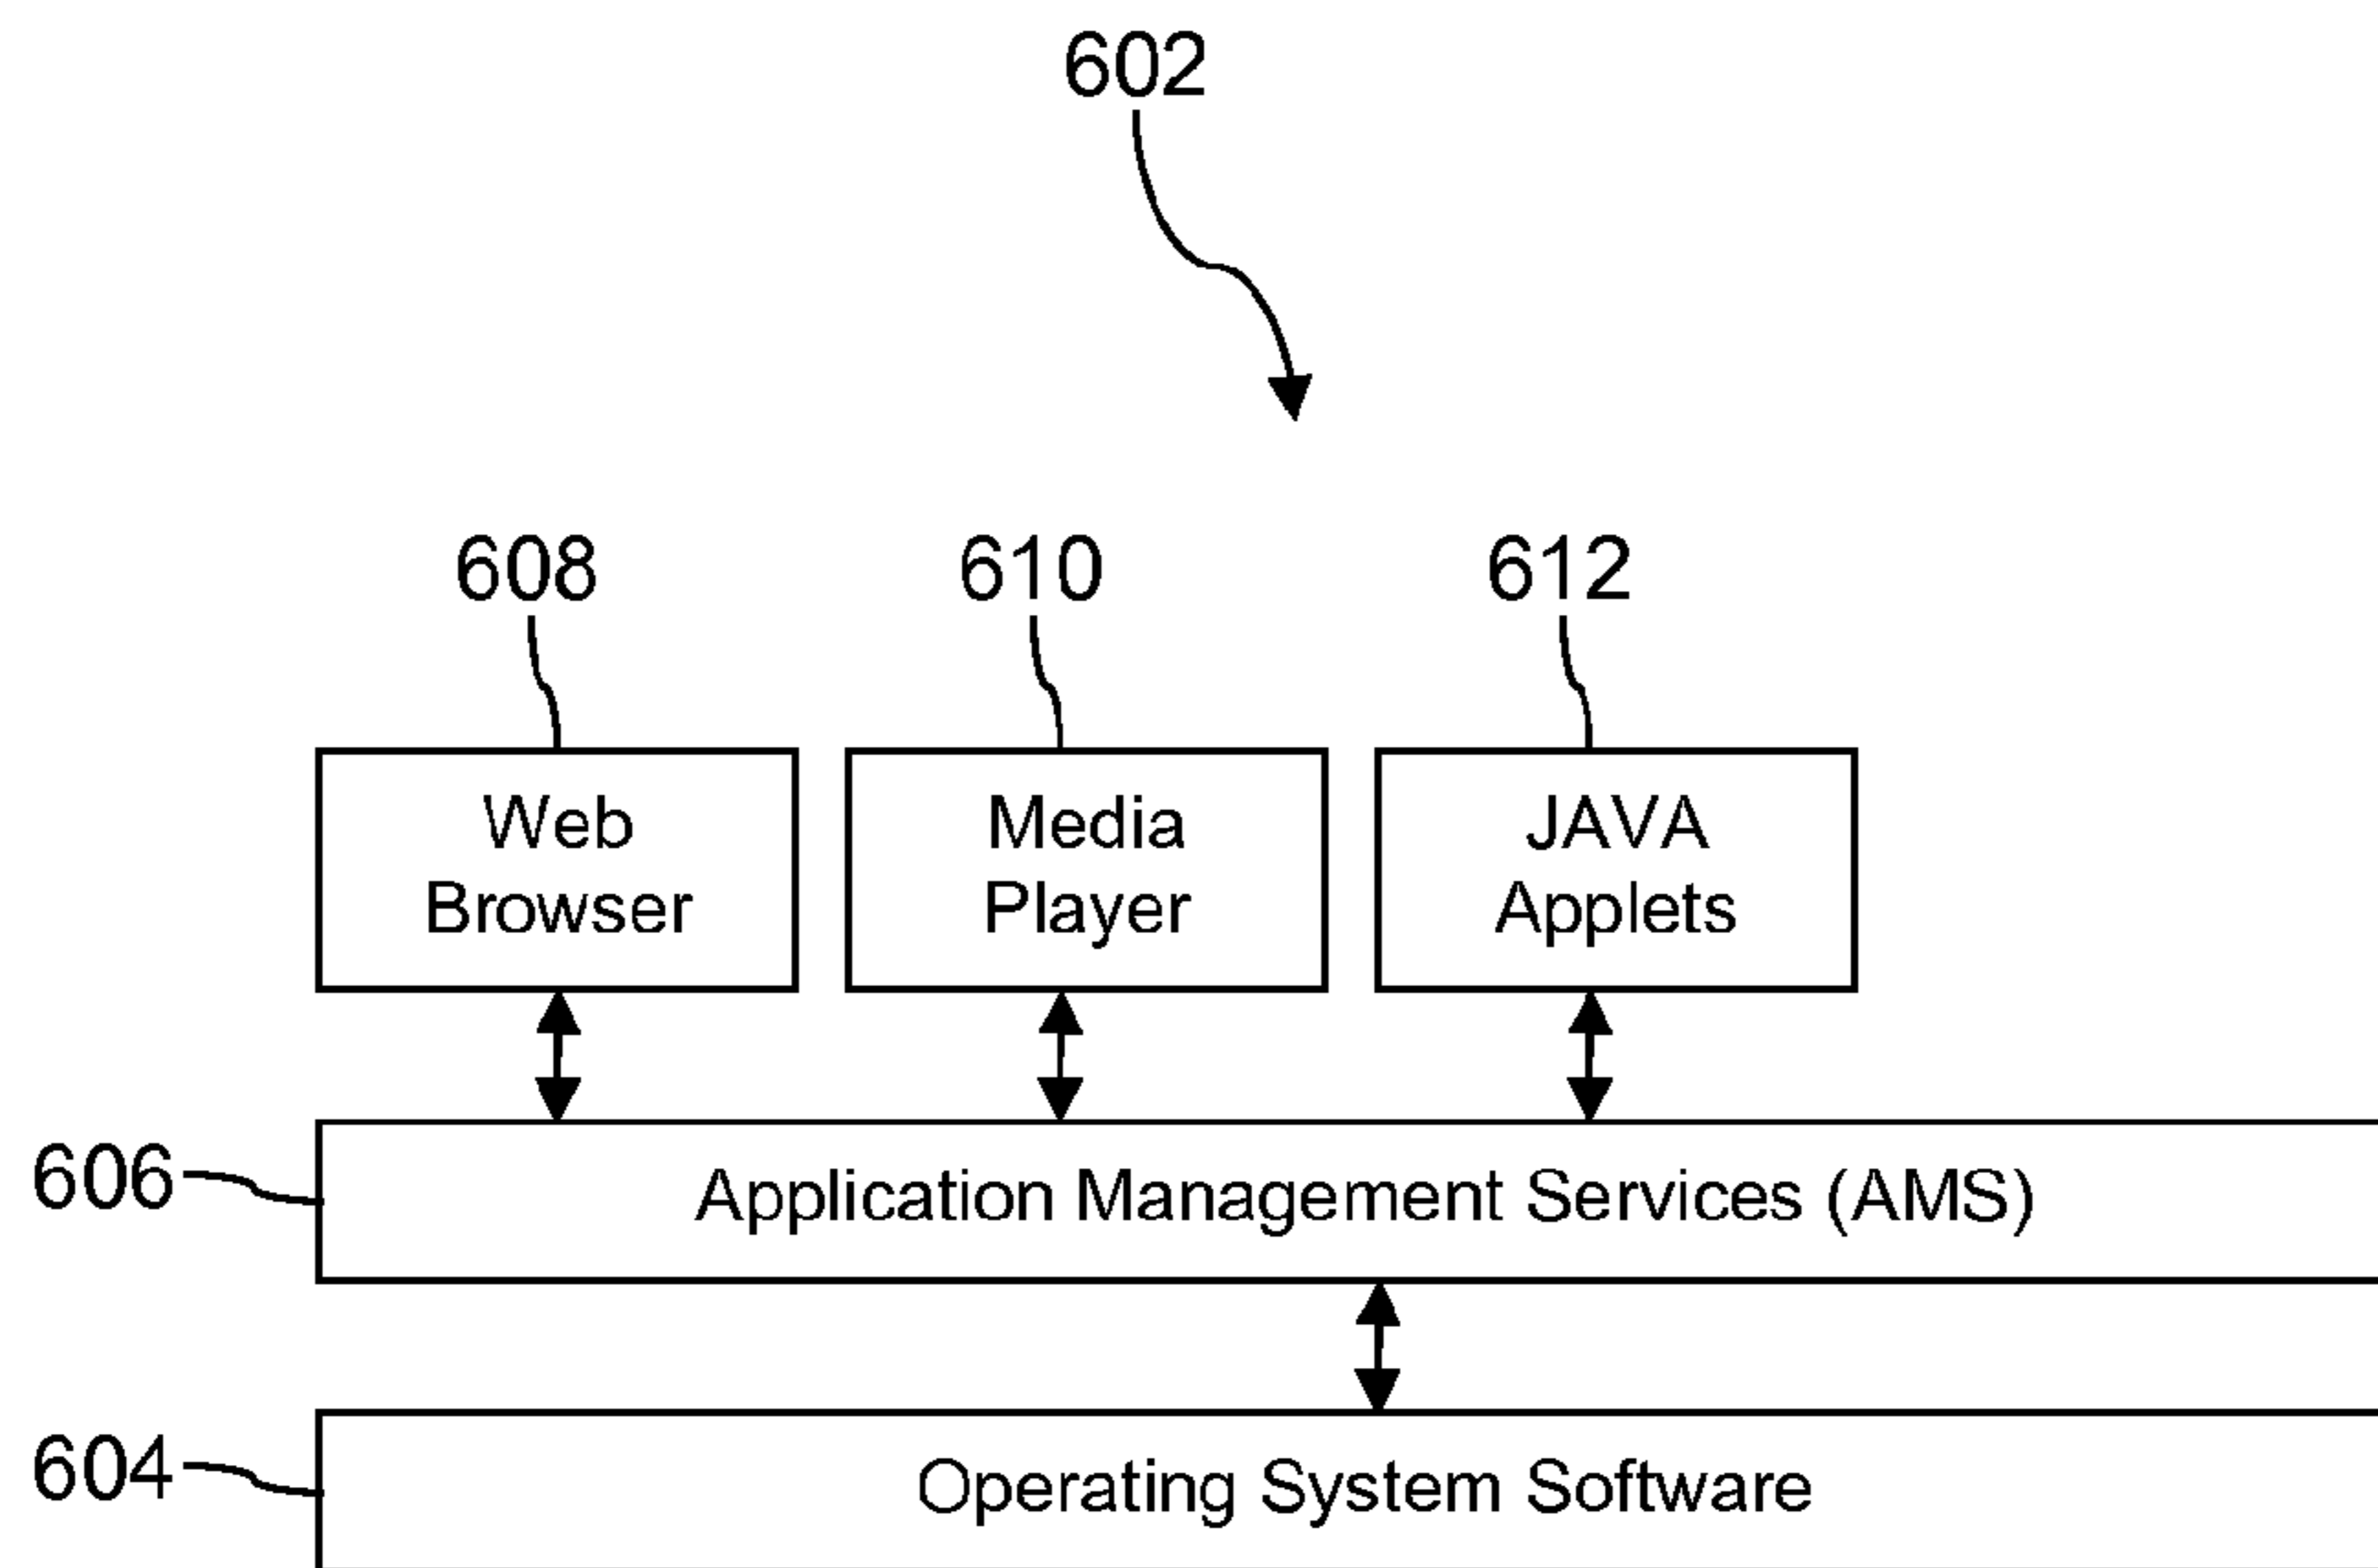 602
608
610
612
Web
Browser
Media
Player
JAVA
Applets
606
Application Management Services (AMS)
604
Operating System Software